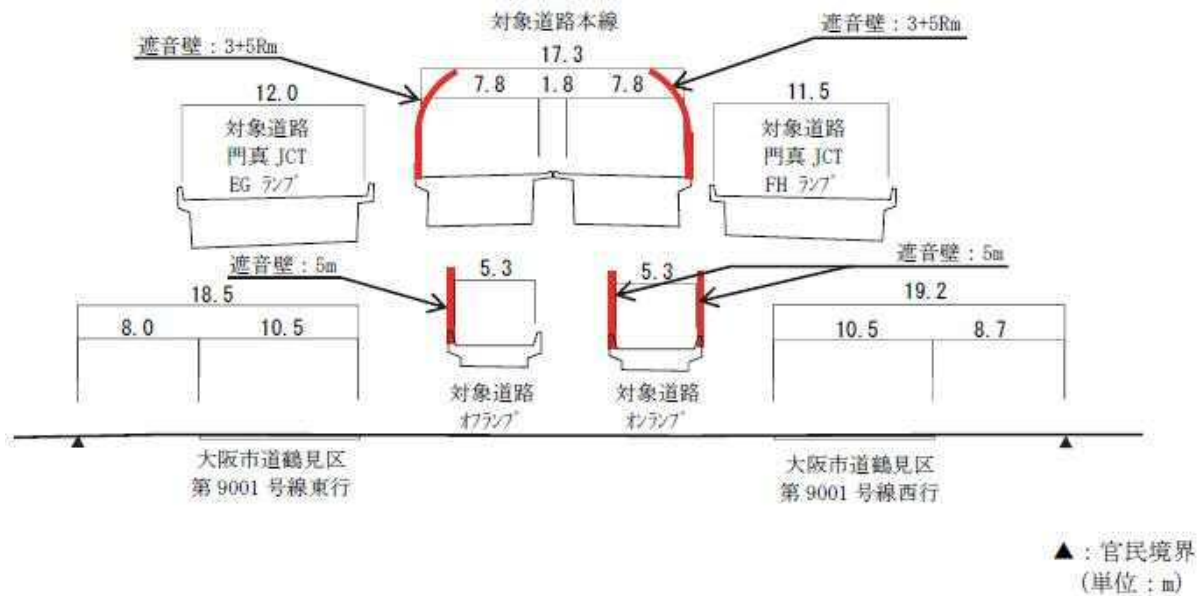 対象道路本線
遮音壁：3+5Rm
遮音壁：3+5Rm
17.3
7.8
1.8
7.8
12.0
11.5
対象道路
門真 JCT
EG ﾗﾝﾌﾟ
対象道路
門真 JCT
FH ﾗﾝﾌﾟ
遮音壁：5m
5.3
5.3
遮音壁：5m
18.5
19.2
8.0
10.5
10.5
8.7
対象道路
ｵﾌﾗﾝﾌﾟ
対象道路
ｵﾝﾗﾝﾌﾟ
大阪市道鶴見区
第 9001 号線東行
大阪市道鶴見区
第 9001 号線西行
▲：官民境界
(単位：m)